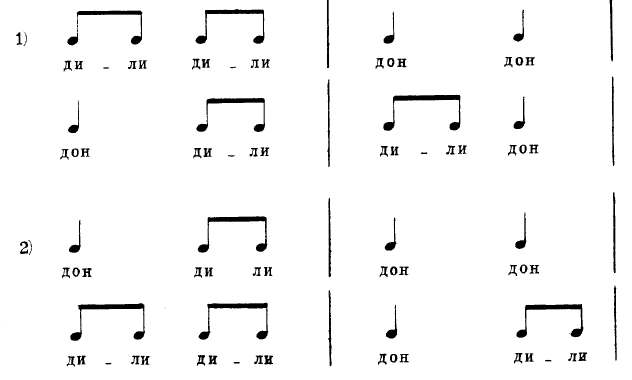 1)
ди _ ли ди _ ли дон дон
дон ди _ ли ди _ ли дон
2)
дон ди ли дон дон
ди _ ли ди _ ли дон ди _ ли